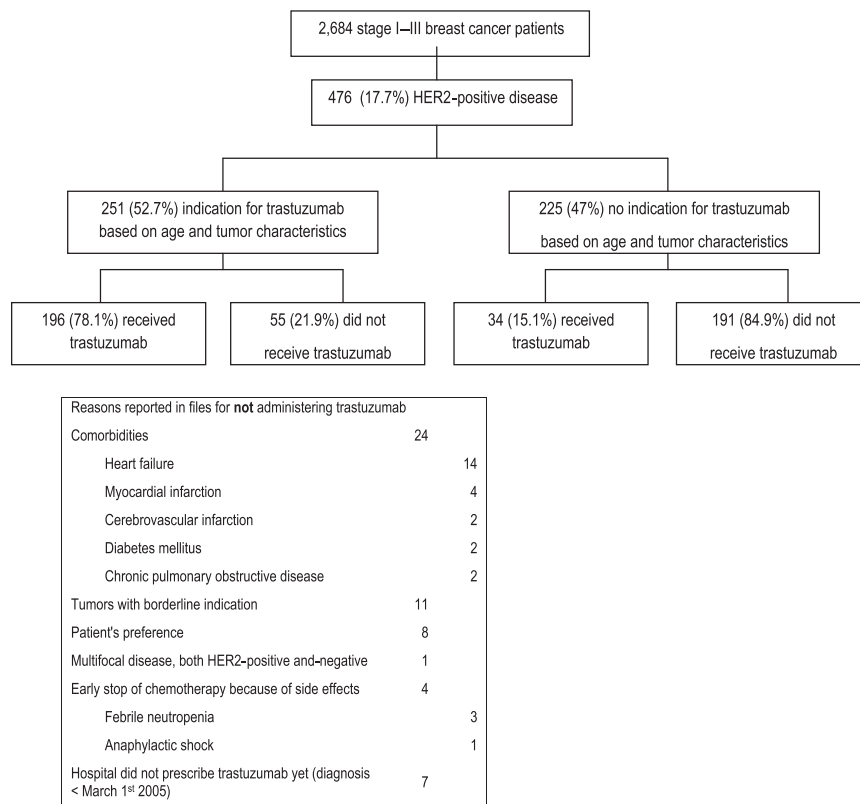 2,684 stage I–III breast cancer patients
476 (17.7%) HER2-positive disease
251 (52.7%) indication for trastuzumab
based on age and tumor characteristics
225 (47%) no indication for trastuzumab
based on age and tumor characteristics
196 (78.1%) received
trastuzumab
55 (21.9%) did not
receive trastuzumab
34 (15.1%) received
trastuzumab
191 (84.9%) did not
receive trastuzumab
Reasons reported in files for not administering trastuzumab
Comorbidities 24
Heart failure 14
Myocardial infarction 4
Cerebrovascular infarction 2
Diabetes mellitus 2
Chronic pulmonary obstructive disease 2
Tumors with borderline indication 11
Patient's preference 8
Multifocal disease, both HER2-positive and-negative 1
Early stop of chemotherapy because of side effects 4
Febrile neutropenia 3
Anaphylactic shock 1
Hospital did not prescribe trastuzumab yet (diagnosis
< March 1st 2005) 7